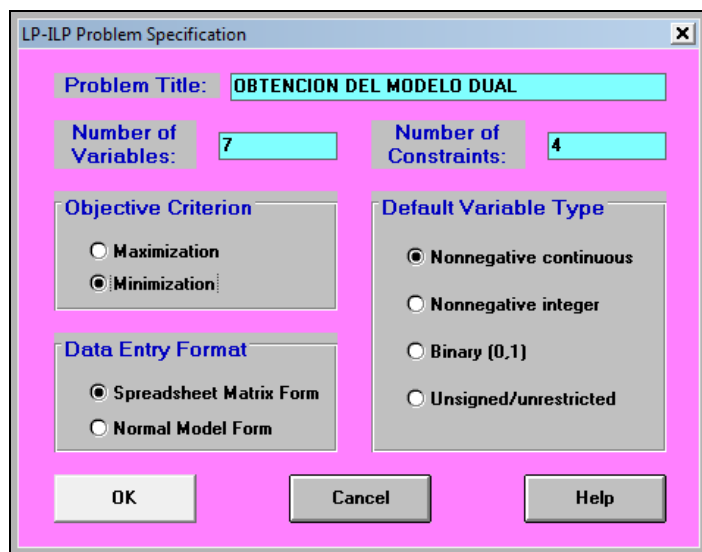 LP-ILP Problem Specification
Problem Title: OBTENCION DEL MODELO DUAL
Number of Variables: 7
Number of Constraints: 4
Objective Criterion
Maximization
Minimization
Default Variable Type
Nonnegative continuous
Nonnegative integer
Binary (0,1)
Unsigned/unrestricted
Data Entry Format
Spreadsheet Matrix Form
Normal Model Form
OK
Cancel
Help